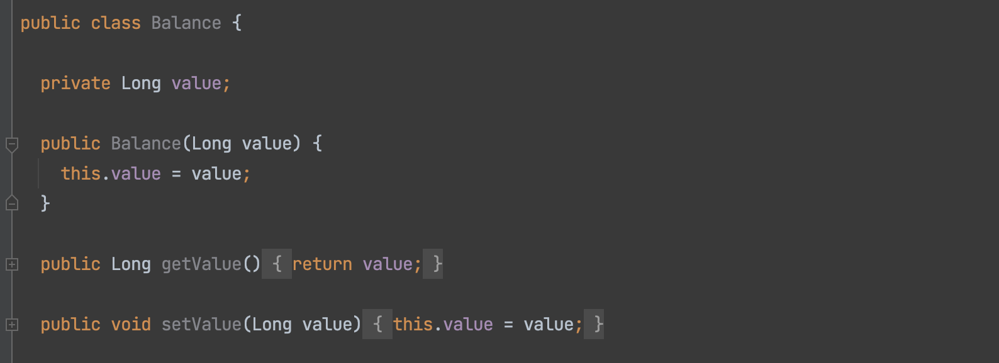 public class Balance {
private Long value;
public Balance(Long value) {
this.value = value;
}
public Long getValue() { return value; }
public void setValue(Long value) { this.value = value; }